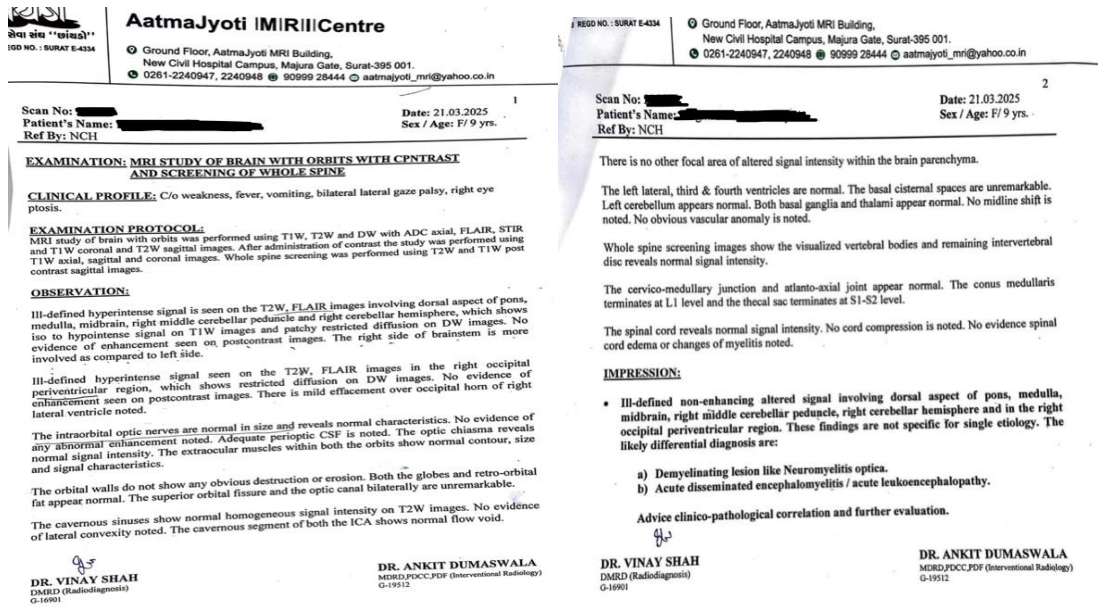 સેવા સંઘ "છાંયડો"
GD NO. : SURAT E-4334
AatmaJyoti MRI Centre
Ground Floor, AatmaJyoti MRI Building,
New Civil Hospital Campus, Majura Gate, Surat-395 001.
0261-2240947, 2240948 90999 28444 aatmajyoti_mri@yahoo.co.in
1
Scan No:
Date: 21.03.2025
Patient's Name:
Sex / Age: F/ 9 yrs.
Ref By: NCH
EXAMINATION: MRI STUDY OF BRAIN WITH ORBITS WITH CPNTRAST
AND SCREENING OF WHOLE SPINE
CLINICAL PROFILE: C/o weakness, fever, vomiting, bilateral lateral gaze palsy, right eye
ptosis.
EXAMINATION PROTOCOL:
MRI study of brain with orbits was performed using T1W, T2W and DW with ADC axial, FLAIR, STIR
and T1W coronal and T2W sagittal images. After administration of contrast the study was performed using
T1W axial, sagittal and coronal images. Whole spine screening was performed using T2W and T1W post
contrast sagittal images.
OBSERVATION:
Ill-defined hyperintense signal is seen on the T2W, FLAIR images involving dorsal aspect of pons,
medulla, midbrain, right middle cerebellar peduncle and right cerebellar hemisphere, which shows
iso to hypointense signal on T1W images and patchy restricted diffusion on DW images. No
evidence of enhancement seen on postcontrast images. The right side of brainstem is more
involved as compared to left side.
Ill-defined hyperintense signal seen on the T2W, FLAIR images in the right occipital
periventricular region, which shows restricted diffusion on DW images. No evidence of
enhancement seen on postcontrast images. There is mild effacement over occipital horn of right
lateral ventricle noted.
The intraorbital optic nerves are normal in size and reveals normal characteristics. No evidence of
any abnormal enhancement noted. Adequate perioptic CSF is noted. The optic chiasma reveals
normal signal intensity. The extraocular muscles within both the orbits show normal contour, size
and signal characteristics.
The orbital walls do not show any obvious destruction or erosion. Both the globes and retro-orbital
fat appear normal. The superior orbital fissure and the optic canal bilaterally are unremarkable.
The cavernous sinuses show normal homogeneous signal intensity on T2W images. No evidence
of lateral convexity noted. The cavernous segment of both the ICA shows normal flow void.
DR. VINAY SHAH
DMRD (Radiodiagnosis)
G-16901
DR. ANKIT DUMASWALA
MDRD,PDCC,PDF (Interventional Radiology)
G-19512
REGD NO. : SURAT E-4334
Ground Floor, AatmaJyoti MRI Building,
New Civil Hospital Campus, Majura Gate, Surat-395 001.
0261-2240947, 2240948 90999 28444 aatmajyoti_mri@yahoo.co.in
2
Scan No:
Date: 21.03.2025
Patient's Name:
Sex / Age: F/ 9 yrs.
Ref By: NCH
There is no other focal area of altered signal intensity within the brain parenchyma.
The left lateral, third & fourth ventricles are normal. The basal cisternal spaces are unremarkable.
Left cerebellum appears normal. Both basal ganglia and thalami appear normal. No midline shift is
noted. No obvious vascular anomaly is noted.
Whole spine screening images show the visualized vertebral bodies and remaining intervertebral
disc reveals normal signal intensity.
The cervico-medullary junction and atlanto-axial joint appear normal. The conus medullaris
terminates at L1 level and the thecal sac terminates at S1-S2 level.
The spinal cord reveals normal signal intensity. No cord compression is noted. No evidence spinal
cord edema or changes of myelitis noted.
IMPRESSION:
• Ill-defined non-enhancing altered signal involving dorsal aspect of pons, medulla,
midbrain, right middle cerebellar peduncle, right cerebellar hemisphere and in the right
occipital periventricular region. These findings are not specific for single etiology. The
likely differential diagnosis are:
a) Demyelinating lesion like Neuromyelitis optica.
b) Acute disseminated encephalomyelitis / acute leukoencephalopathy.
Advice clinico-pathological correlation and further evaluation.
DR. VINAY SHAH
DMRD (Radiodiagnosis)
G-16901
DR. ANKIT DUMASWALA
MDRD,PDCC,PDF (Interventional Radiology)
G-19512